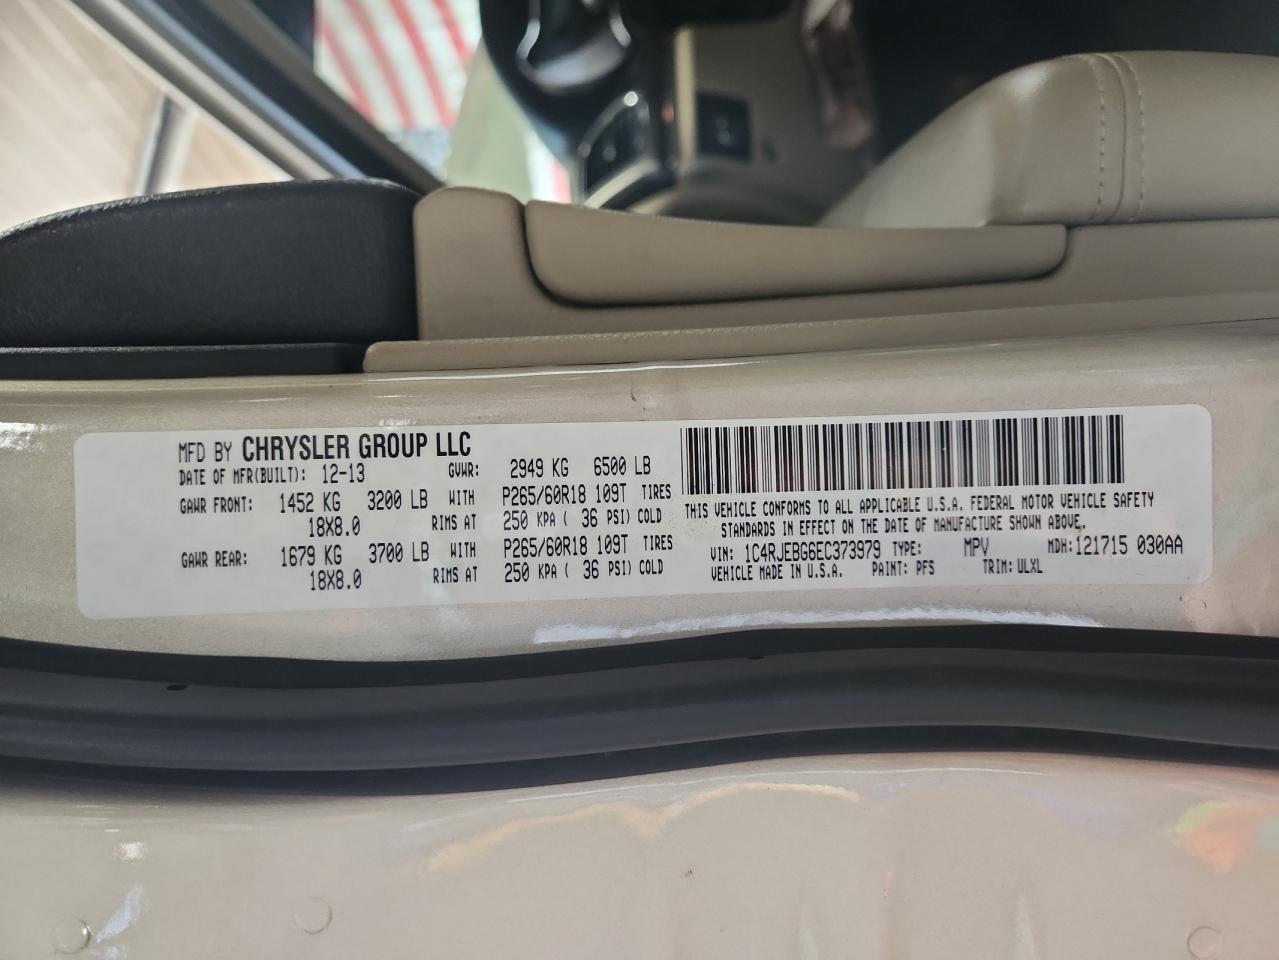 MFD BY CHRYSLER GROUP LLC
DATE OF MFR(BUILT): 12-13 GVWR: 2949 KG 6500 LB
GAWR FRONT: 1452 KG 3200 LB WITH P265/60R18 109T TIRES
18X8.0 RIMS AT 250 KPA ( 36 PSI) COLD
GAWR REAR: 1679 KG 3700 LB WITH P265/60R18 109T TIRES
18X8.0 RIMS AT 250 KPA ( 36 PSI) COLD
THIS VEHICLE CONFORMS TO ALL APPLICABLE U.S.A. FEDERAL MOTOR VEHICLE SAFETY
STANDARDS IN EFFECT ON THE DATE OF MANUFACTURE SHOWN ABOVE.
VIN: 1C4RJEBG6EC373979 TYPE: MPV MDH:121715 030AA
VEHICLE MADE IN U.S.A. PAINT: PFS TRIM: ULXL